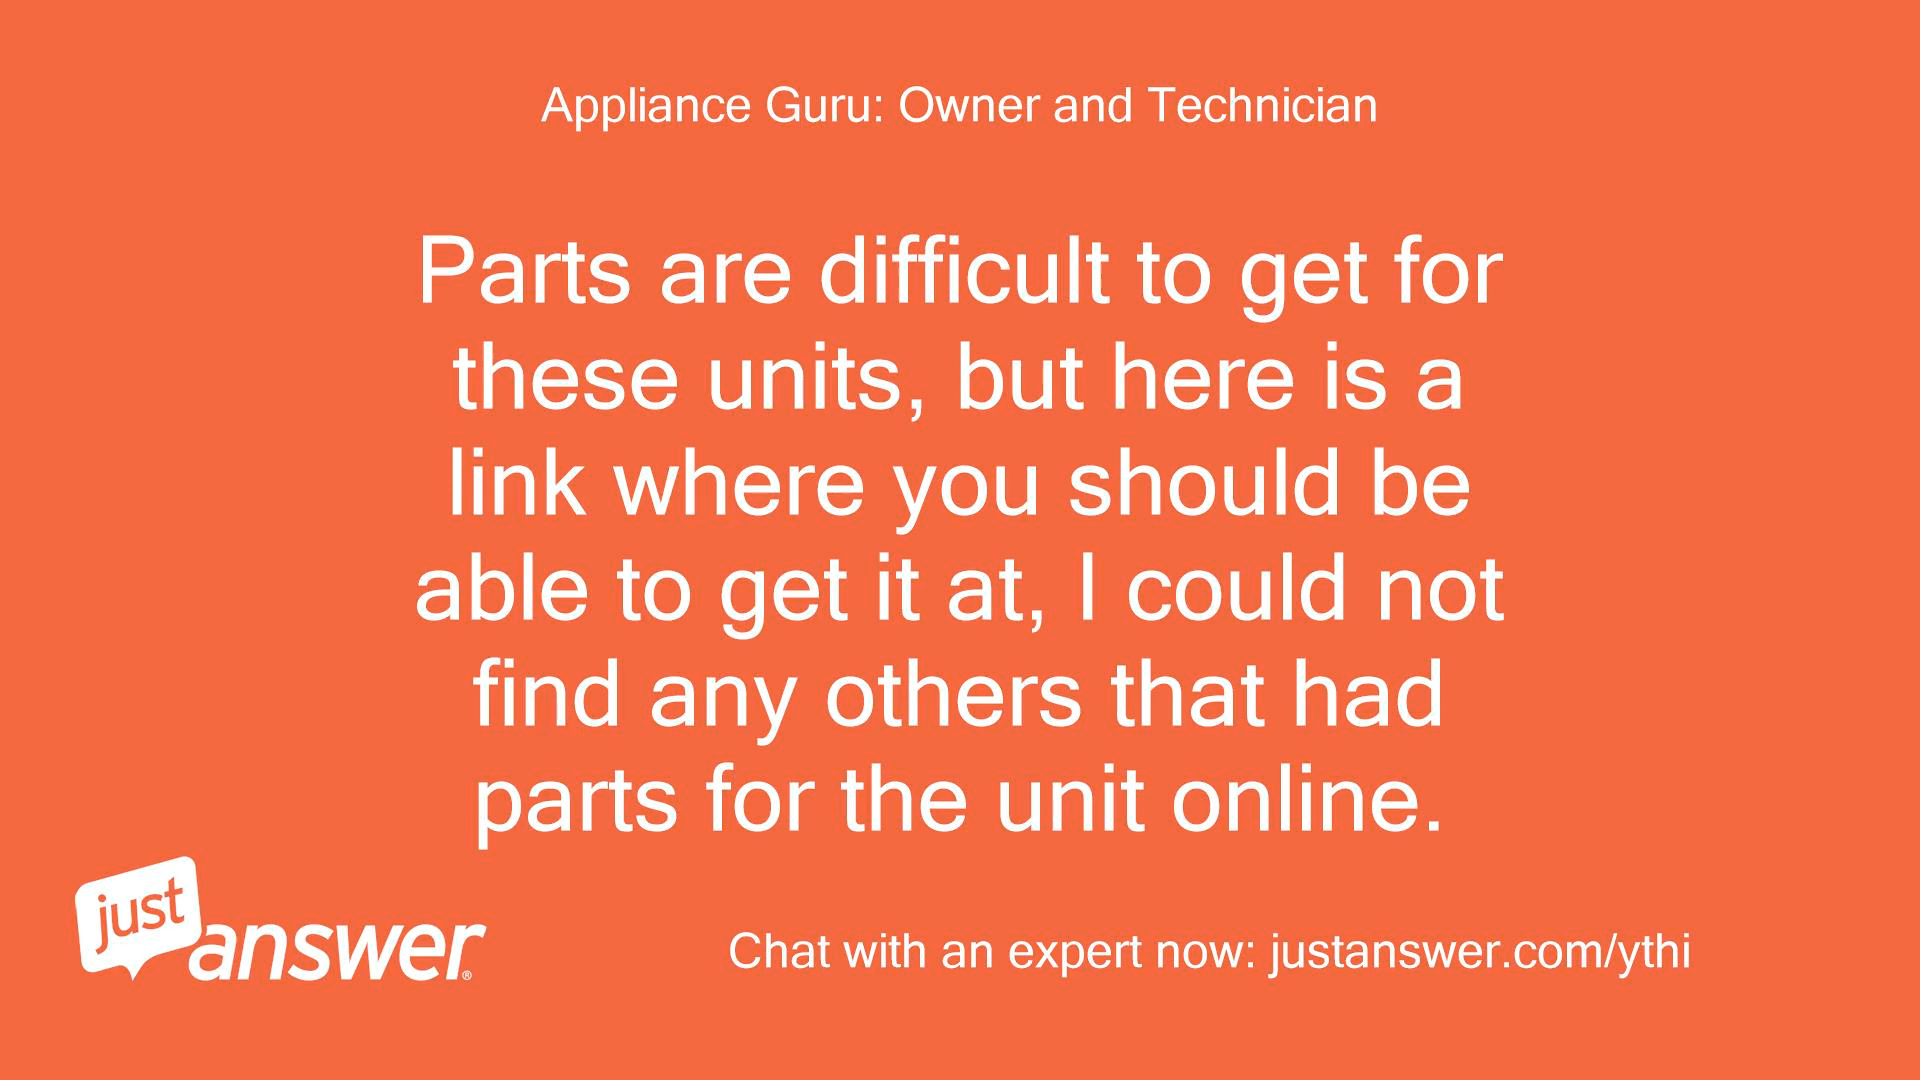 Appliance Guru: Owner and Technician
Parts are difficult to get for
these units, but here is a
link where you should be
able to get it at, I could not
find any others that had
parts for the unit online.
just
answer®
Chat with an expert now: justanswer.com/ythi